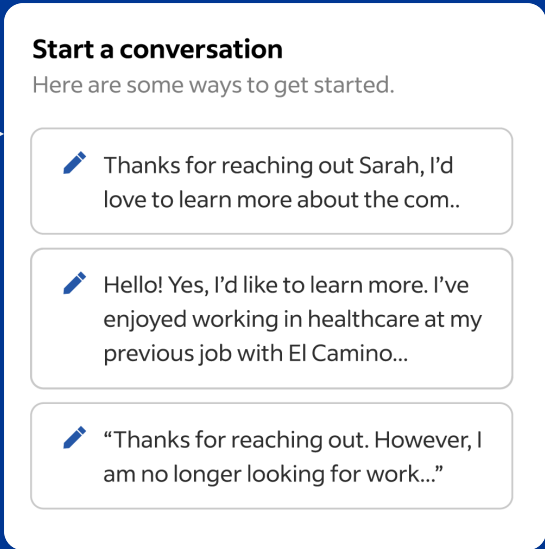 Start a conversation
Here are some ways to get started.
Thanks for reaching out Sarah, I’d
love to learn more about the com..
Hello! Yes, I’d like to learn more. I’ve
enjoyed working in healthcare at my
previous job with El Camino...
“Thanks for reaching out. However, I
am no longer looking for work...”